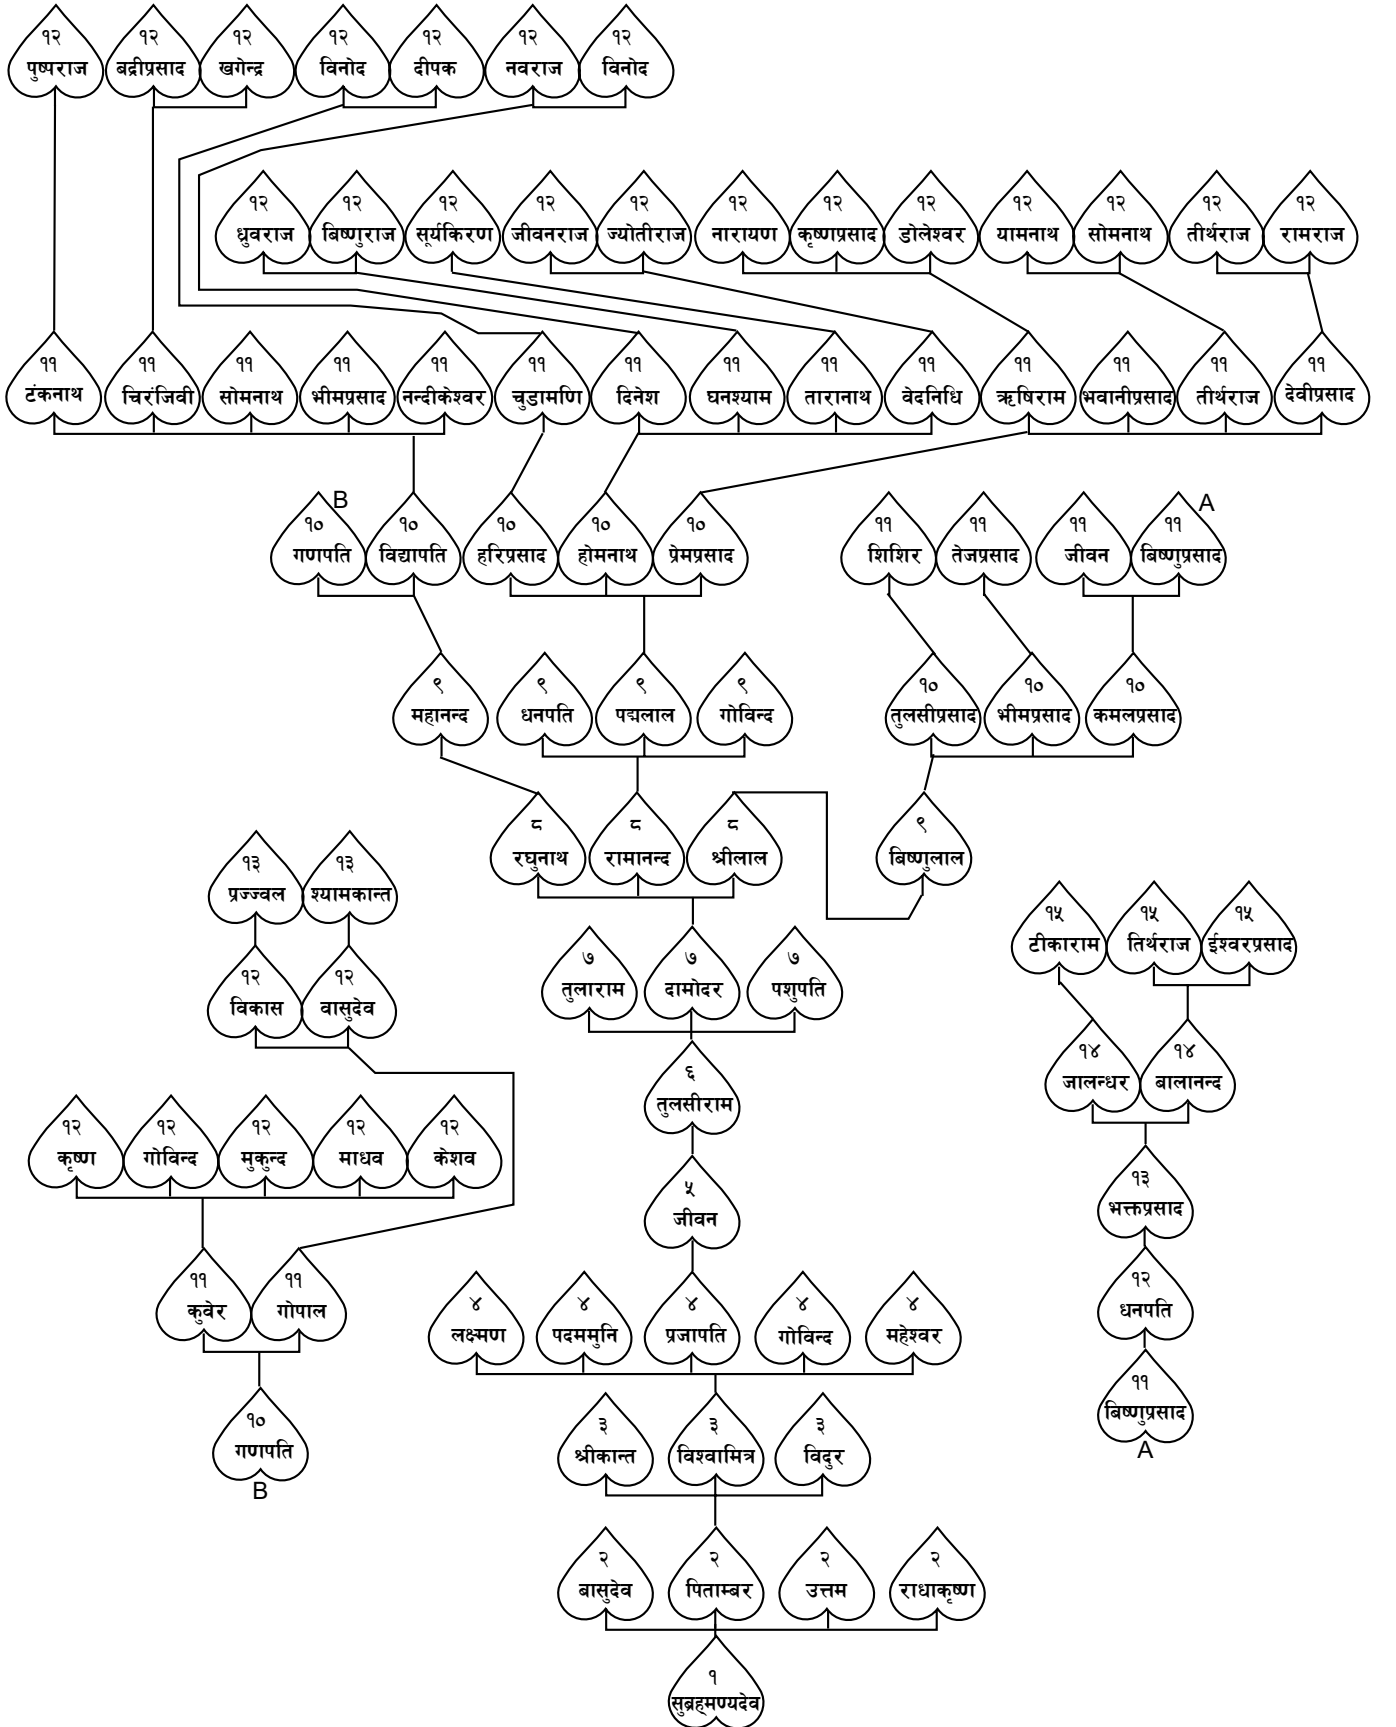 १२ १२ १२ १२ १२ १२ १२
पुष्पराज बद्रीप्रसाद खगेन्द्र विनोद दीपक नवराज विनोद
१२ १२ १२ १२ १२ १२ १२ १२ १२ १२ १२ १२
ध्रुवराज बिष्णुराज सूर्यकिरण जीवनराज ज्योतीराज नारायण कृष्णप्रसाद डोलेश्वर यामनाथ सोमनाथ तीर्थराज रामराज
११ ११ ११ ११ ११ ११ ११ ११ ११ ११ ११ ११ ११ ११
टंकनाथ चिरंजिवी सोमनाथ भीमप्रसाद नन्दीकेश्वर चुडामणि दिनेश घनश्याम तारानाथ वेदनिधि ऋषिराम भवानीप्रसाद तीर्थराज देवीप्रसाद
B A
१० १० १० १० १० ११ ११ ११ ११
गणपति बिद्यापति हरिप्रसाद होमनाथ प्रेमप्रसाद शिशिर तेजप्रसाद जीवन बिष्णुप्रसाद
९ ९ ९ ९ १० १० १०
महानन्द धनपति पद्मलाल गोविन्द तुलसीप्रसाद भीमप्रसाद कमलप्रसाद
८ ८ ८ ९
रघुनाथ रामानन्द श्रीलाल बिष्णुलाल
१३ १३
प्रज्ज्वल श्यामकान्त
१५ १५ १५
टीकाराम तिर्थराज ईश्वरप्रसाद
१२ १२ ७ ७ ७
विकास वासुदेव तुलाराम दामोदर पशुपति
६ १४ १४
तुलसीराम जालन्धर बालानन्द
१२ १२ १२ १२ १२
कृष्ण गोविन्द मुकुन्द माधव केशव
५ १३
जीवन भक्तप्रसाद
११ ११ ४ ४ ४ ४ ४ १२
कुवेर गोपाल लक्ष्मण पदममुनि प्रजापति गोविन्द महेश्वर धनपति
११
बिष्णुप्रसाद
A
१० ३ ३ ३
गणपति श्रीकान्त विश्वामित्र विदुर
B
२ २ २ २
बासुदेव पिताम्बर उत्तम राधाकृष्ण
१
सुब्रह्मण्यदेव